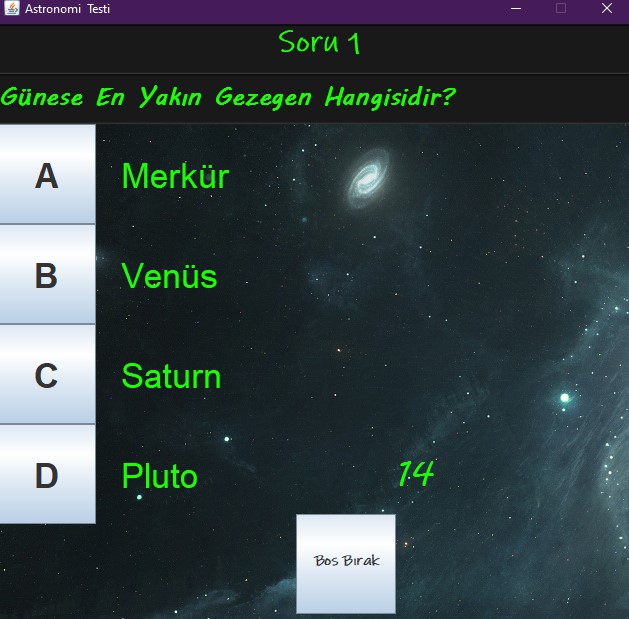 Astronomi Testi
Soru 1
Günese En Yakın Gezegen Hangisidir?
A Merkür
B Venüs
C Saturn
D Pluto
14
Bos Bırak